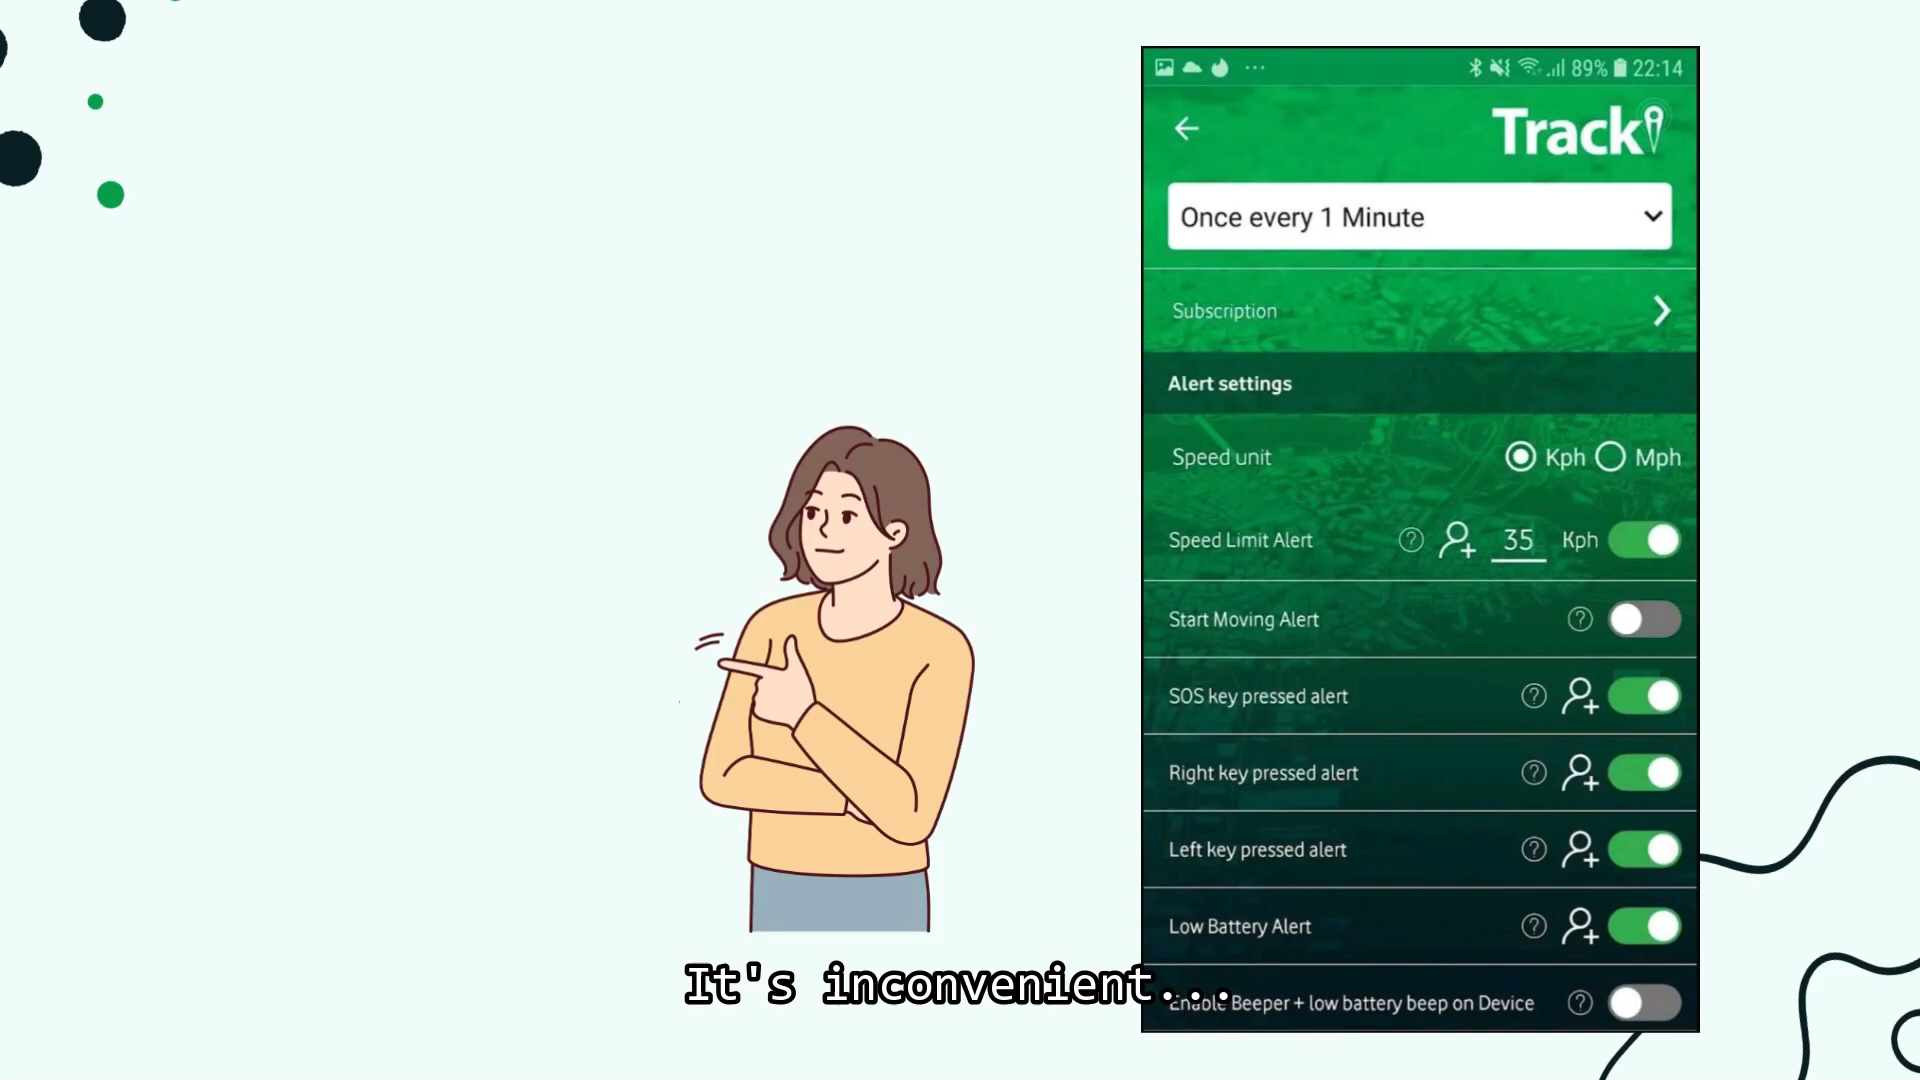 89% 22:14
Tracki
Once every 1 Minute
Subscription
Alert settings
Speed unit Kph Mph
Speed Limit Alert ? 35 Kph
Start Moving Alert ?
SOS key pressed alert ?
Right key pressed alert ?
Left key pressed alert ?
Low Battery Alert ?
Enable Beeper + low battery beep on Device ?
It's inconvenient...